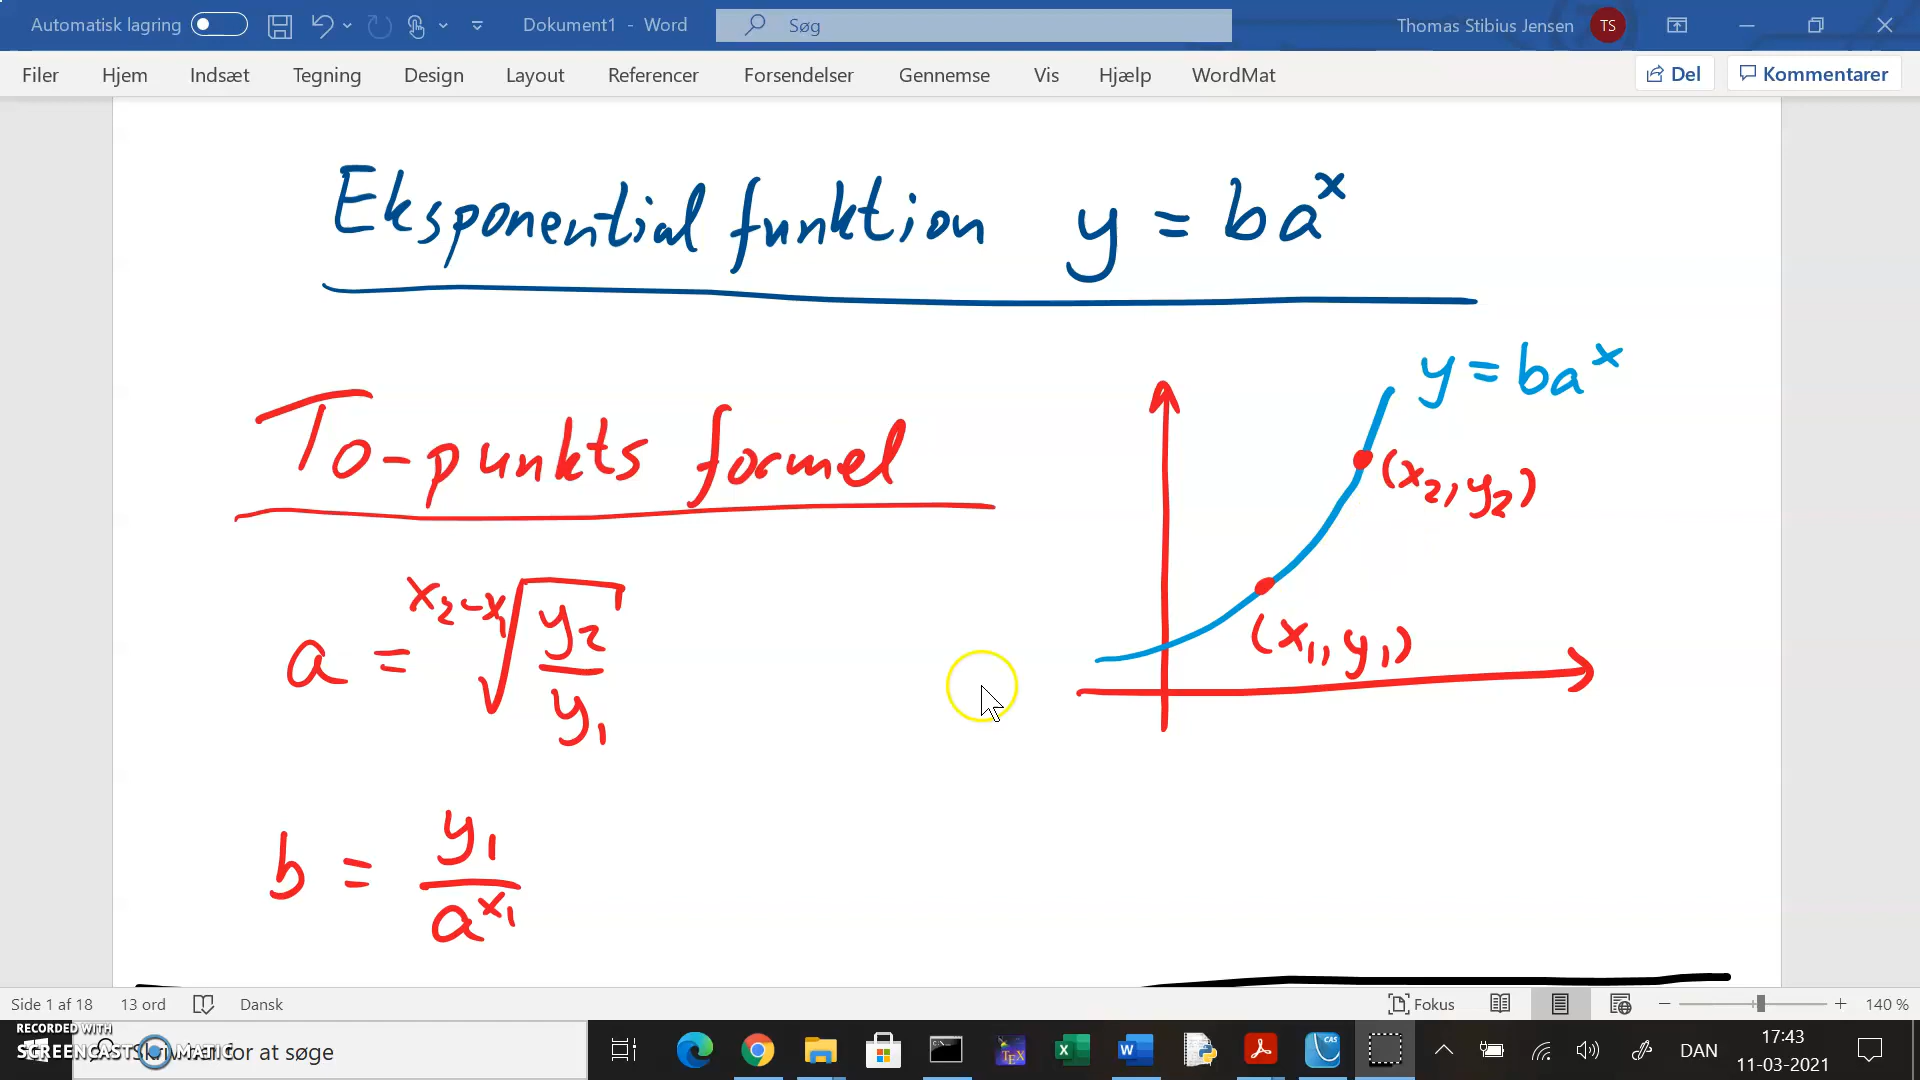 Automatisk lagring Dokument1 - Word Søg Thomas Stibius Jensen TS
Filer Hjem Indsæt Tegning Design Layout Referencer Forsendelser Gennemse Vis Hjælp WordMat Del Kommentarer
Eksponential funktion y = ba^x
y = ba^x
To-punkts formel
(x₂, y₂)
a = ^{x₂-x₁}√(y₂/y₁)
(x₁, y₁)
b = y₁/a^{x₁}
Side 1 af 18 13 ord Dansk Fokus 140 %
RECORDED WITH
SCREENCAST MATIC
for at søge
CAS
DAN
17:43
11-03-2021